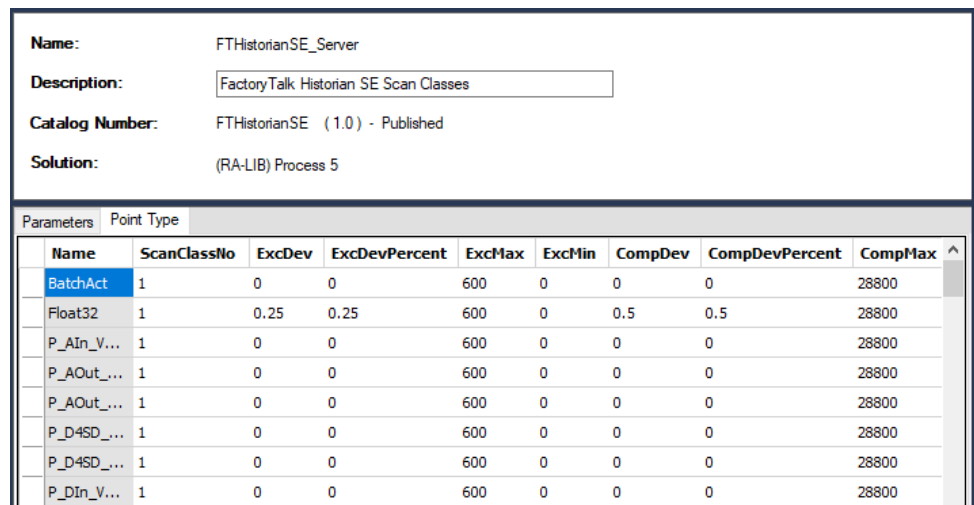 Name: FTHistorianSE_Server
Description: FactoryTalk Historian SE Scan Classes
Catalog Number: FTHistorianSE ( 1.0 ) - Published
Solution: (RA-LIB) Process 5
Parameters Point Type
Name ScanClassNo ExcDev ExcDevPercent ExcMax ExcMin CompDev CompDevPercent CompMax
BatchAct 1 0 0 600 0 0 0 28800
Float32 1 0.25 0.25 600 0 0.5 0.5 28800
P_AIn_V... 1 0 0 600 0 0 0 28800
P_AOut_... 1 0 0 600 0 0 0 28800
P_AOut_... 1 0 0 600 0 0 0 28800
P_D4SD_... 1 0 0 600 0 0 0 28800
P_D4SD_... 1 0 0 600 0 0 0 28800
P_DIn_V... 1 0 0 600 0 0 0 28800